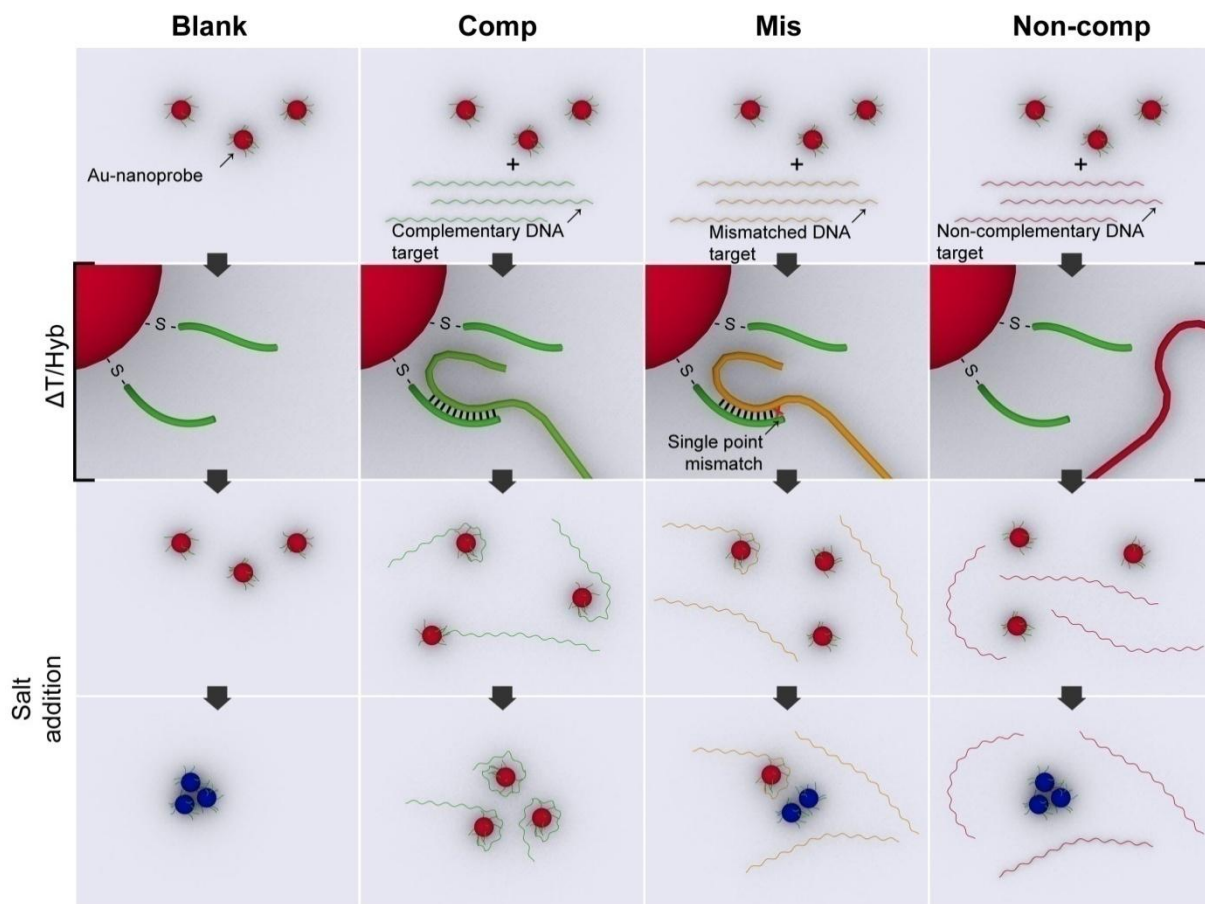 Blank
Comp
Mis
Non-comp
Au-nanoprobe
+
Complementary DNA
target
+
Mismatched DNA
target
+
Non-complementary DNA
target
ΔT/Hyb
S
S
S
S
S
S
Single point
mismatch
S
S
Salt
addition